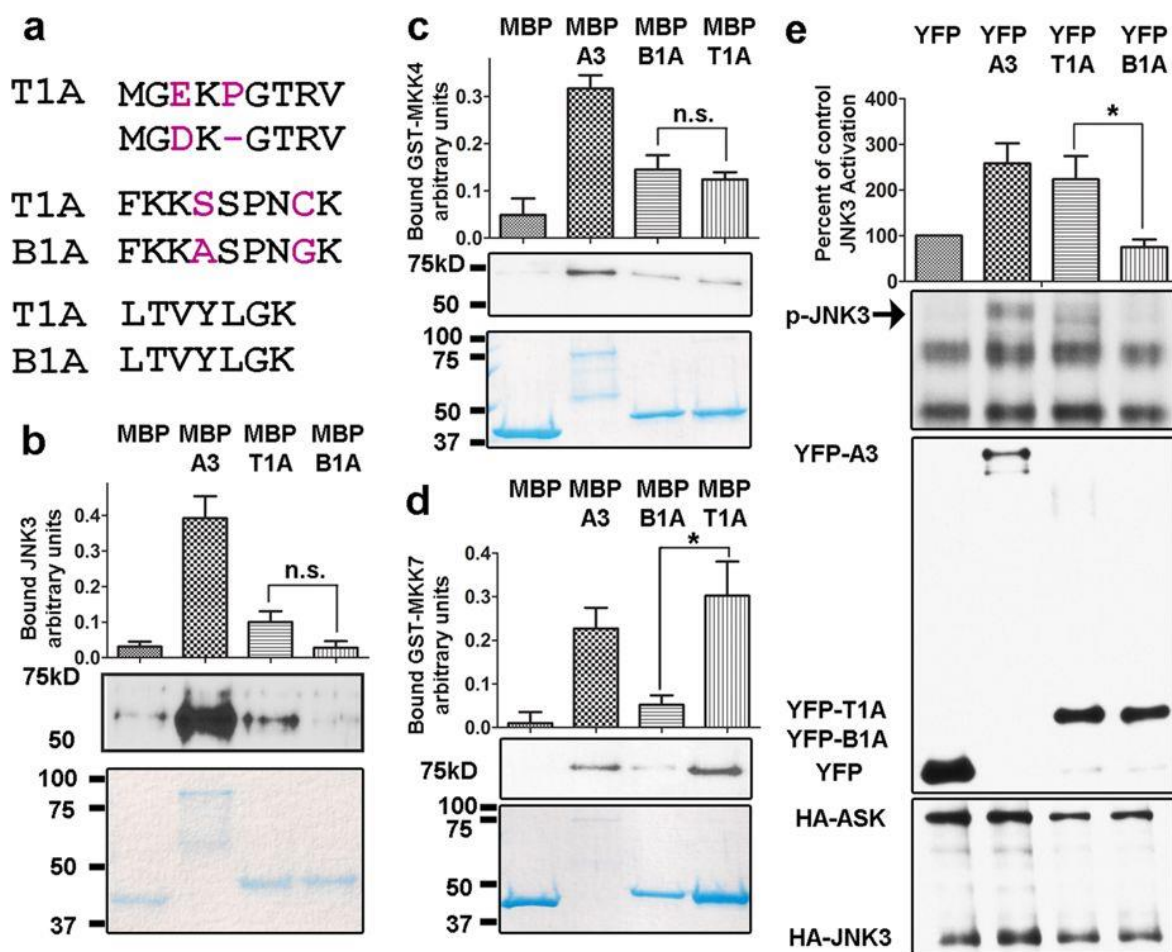 a
T1A MGEKPGTRV
MGDK-GTRV
T1A FKKSSPNCK
B1A FKKASPNGK
T1A LTVYLGK
B1A LTVYLGK
b
MBP MBP A3 MBP T1A MBP B1A
Bound JNK3
arbitrary units
0.4
0.3
0.2
0.1
0.0
n.s.
75kD
50
100
75
50
37
c
MBP MBP A3 MBP B1A MBP T1A
Bound GST-MKK4
arbitrary units
0.3
0.2
0.1
0.0
n.s.
75kD
50
100
75
50
37
d
MBP MBP A3 MBP B1A MBP T1A
Bound GST-MKK7
arbitrary units
0.4
0.3
0.2
0.1
0.0
*
75kD
100
75
50
37
e
YFP YFP A3 YFP T1A YFP B1A
Percent of control
JNK3 Activation
400
300
200
100
0
*
p-JNK3
YFP-A3
YFP-T1A
YFP-B1A
YFP
HA-ASK
HA-JNK3